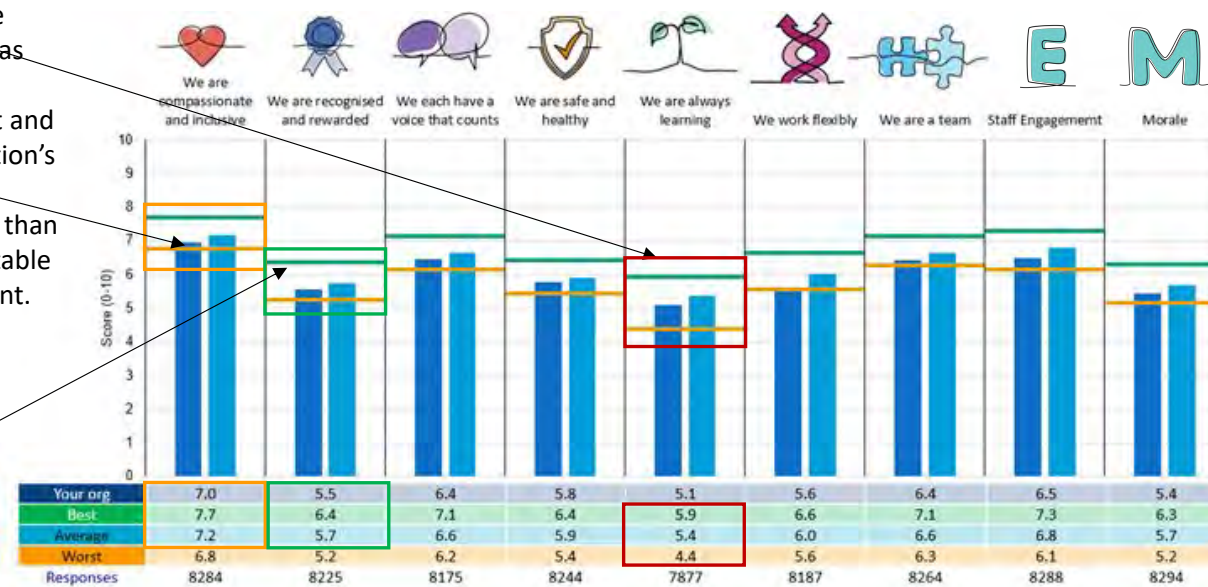 e
as
t and
tion's
than
table
nt.
We are
compassionate
and inclusive
We are recognised
and rewarded
We each have a
voice that counts
We are safe and
healthy
We are always
learning
We work flexibly
We are a team
Staff Engagememt
Morale
E
M
Score (0-10)
10
9
8
7
6
5
4
3
2
1
0
Your org 7.0 5.5 6.4 5.8 5.1 5.6 6.4 6.5 5.4
Best 7.7 6.4 7.1 6.4 5.9 6.6 7.1 7.3 6.3
Average 7.2 5.7 6.6 5.9 5.4 6.0 6.6 6.8 5.7
Worst 6.8 5.2 6.2 5.4 4.4 5.6 6.3 6.1 5.2
Responses 8284 8225 8175 8244 7877 8187 8264 8288 8294